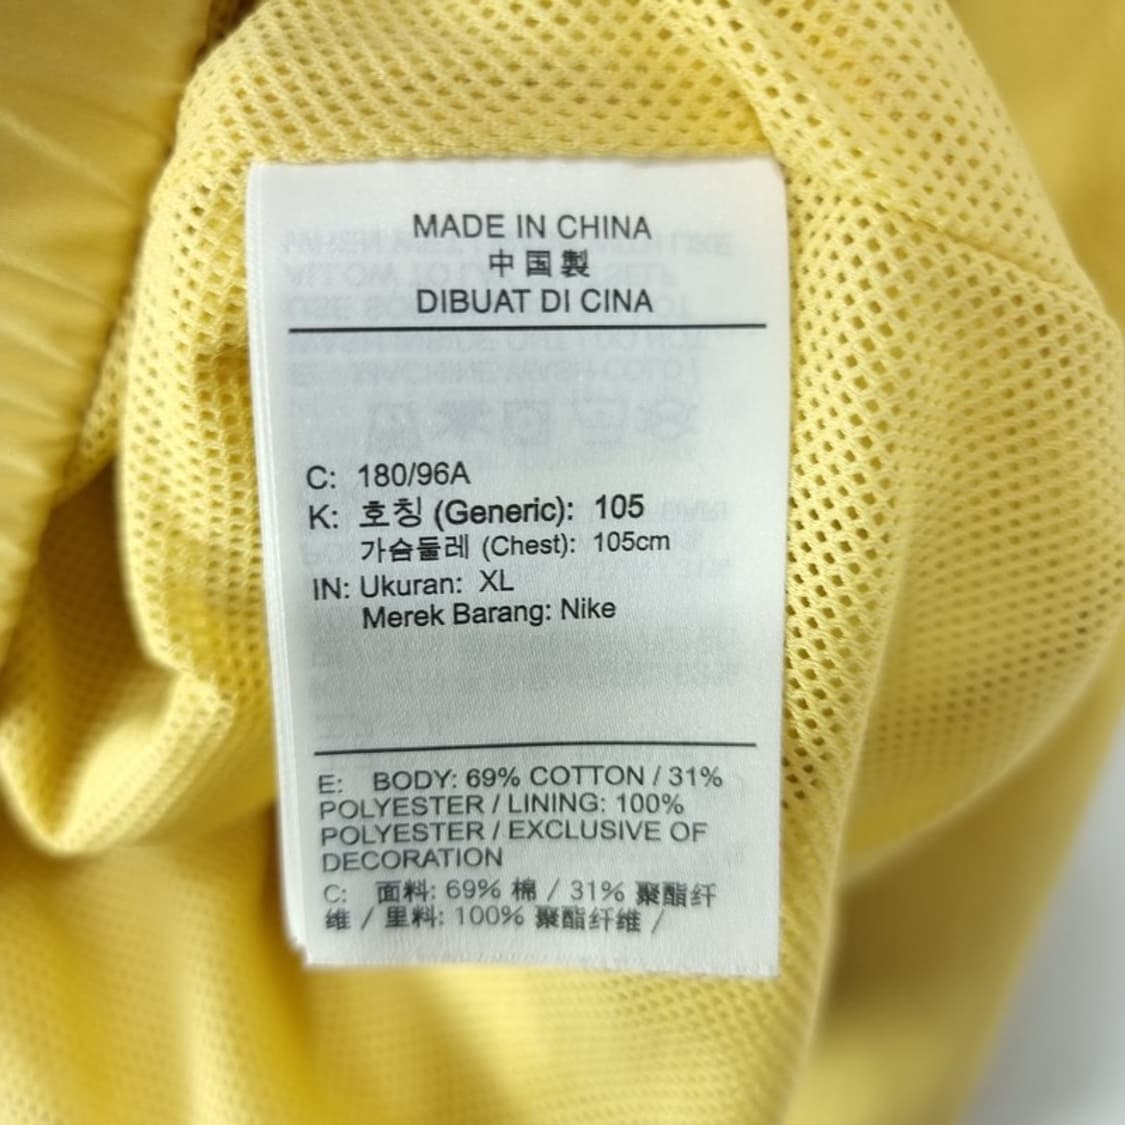 MADE IN CHINA
中国製
DIBUAT DI CINA
C: 180/96A
K: 호칭 (Generic): 105
가슴둘레 (Chest): 105cm
IN: Ukuran: XL
Merek Barang: Nike
E: BODY: 69% COTTON / 31%
POLYESTER / LINING: 100%
POLYESTER / EXCLUSIVE OF
DECORATION
C: 面料: 69% 棉 / 31% 聚酯纤
维 / 里料: 100% 聚酯纤维 /